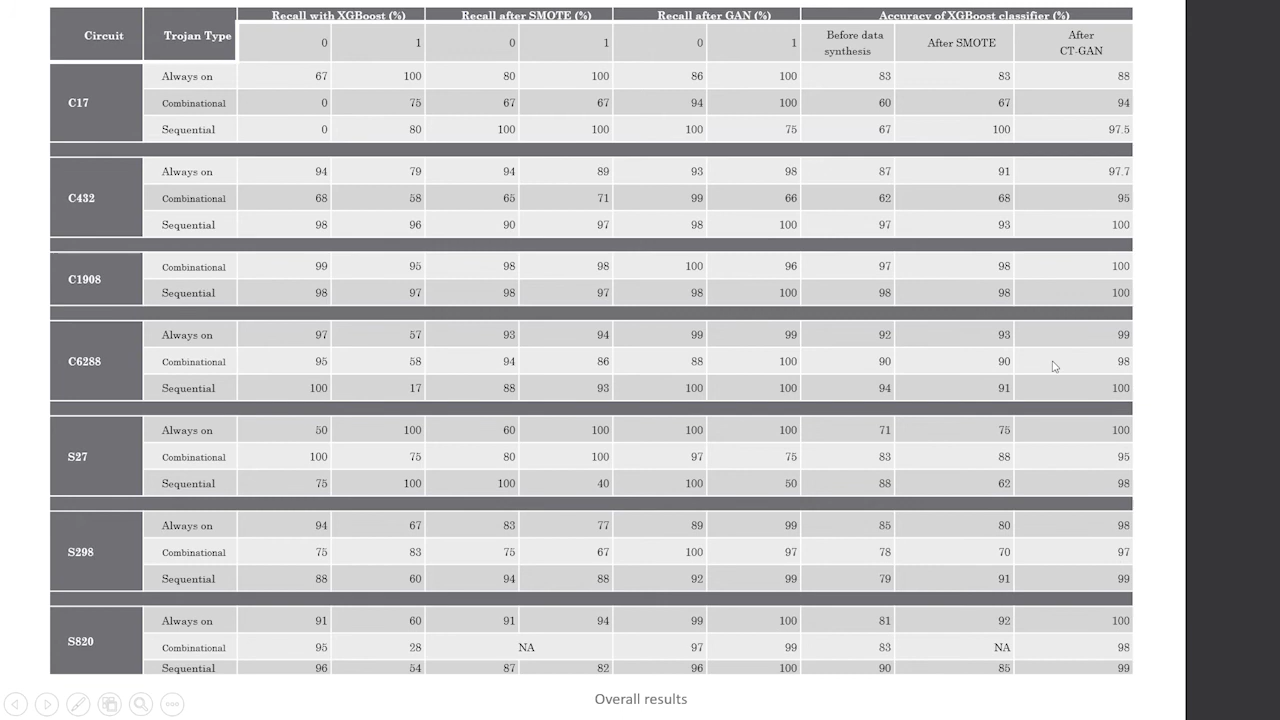 Circuit Trojan Type Recall with XGBoost (%) Recall after SMOTE (%) Recall after GAN (%) Accuracy of XGBoost classifier (%)
0 1 0 1 0 1 Before data synthesis After SMOTE After CT-GAN
C17
Always on 67 100 80 100 86 100 83 83 88
Combinational 0 75 67 67 94 100 60 67 94
Sequential 0 80 100 100 100 75 67 100 97.5
C432
Always on 94 79 94 89 93 98 87 91 97.7
Combinational 68 58 65 71 99 66 62 68 95
Sequential 98 96 90 97 98 100 97 93 100
C1908
Combinational 99 95 98 98 100 96 97 98 100
Sequential 98 97 98 97 98 100 98 98 100
C6288
Always on 97 57 93 94 99 99 92 93 99
Combinational 95 58 94 86 88 100 90 90 98
Sequential 100 17 88 93 100 100 94 91 100
S27
Always on 50 100 60 100 100 100 71 75 100
Combinational 100 75 80 100 97 75 83 88 95
Sequential 75 100 100 40 100 50 88 62 98
S298
Always on 94 67 83 77 89 99 85 80 98
Combinational 75 83 75 67 100 97 78 70 97
Sequential 88 60 94 88 92 99 79 91 99
S820
Always on 91 60 91 94 99 100 81 92 100
Combinational 95 28 NA 97 99 83 NA 98
Sequential 96 54 87 82 96 100 90 85 99
Overall results